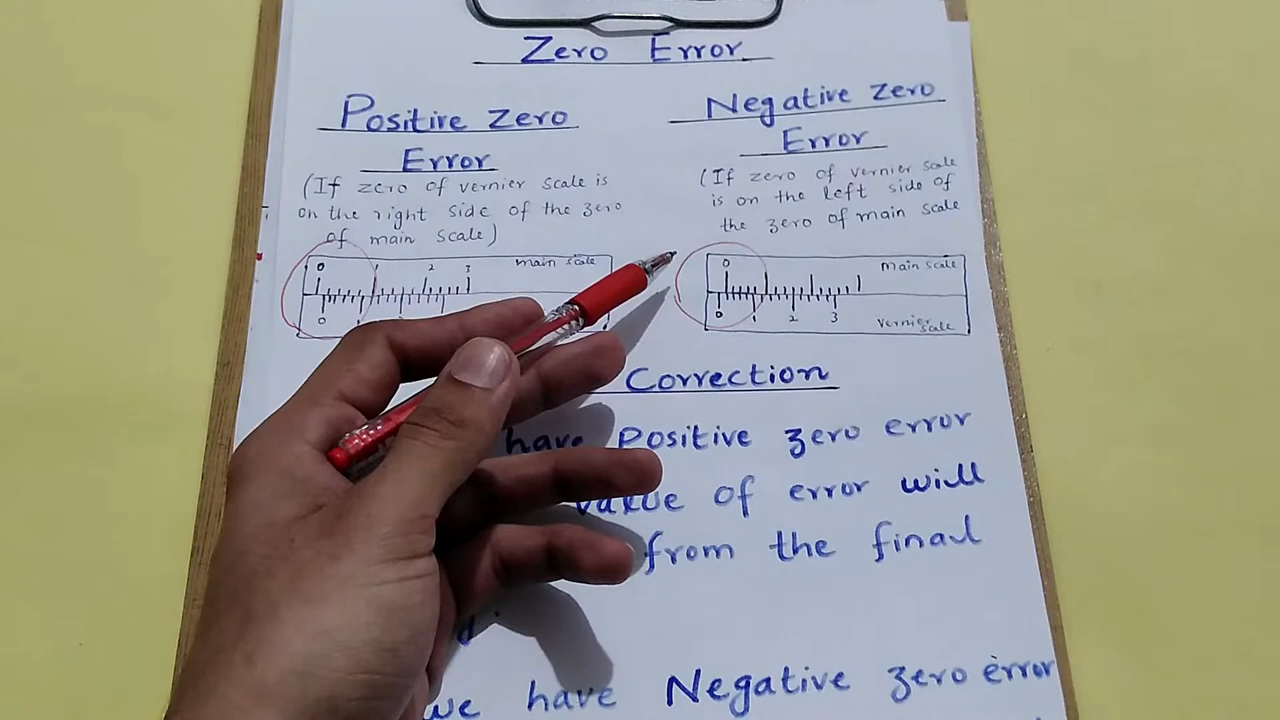 Zero Error
Positive Zero
Error
(If zero of vernier scale is
on the right side of the zero
of main scale)
0 2 3 main scale
0
Negative Zero
Error
(If zero of vernier scale
is on the left side of
the zero of main scale
0 main scale
0 1 2 3 vernier scale
Correction
have Positive zero error
value of error will
from the final
we have Negative zero error